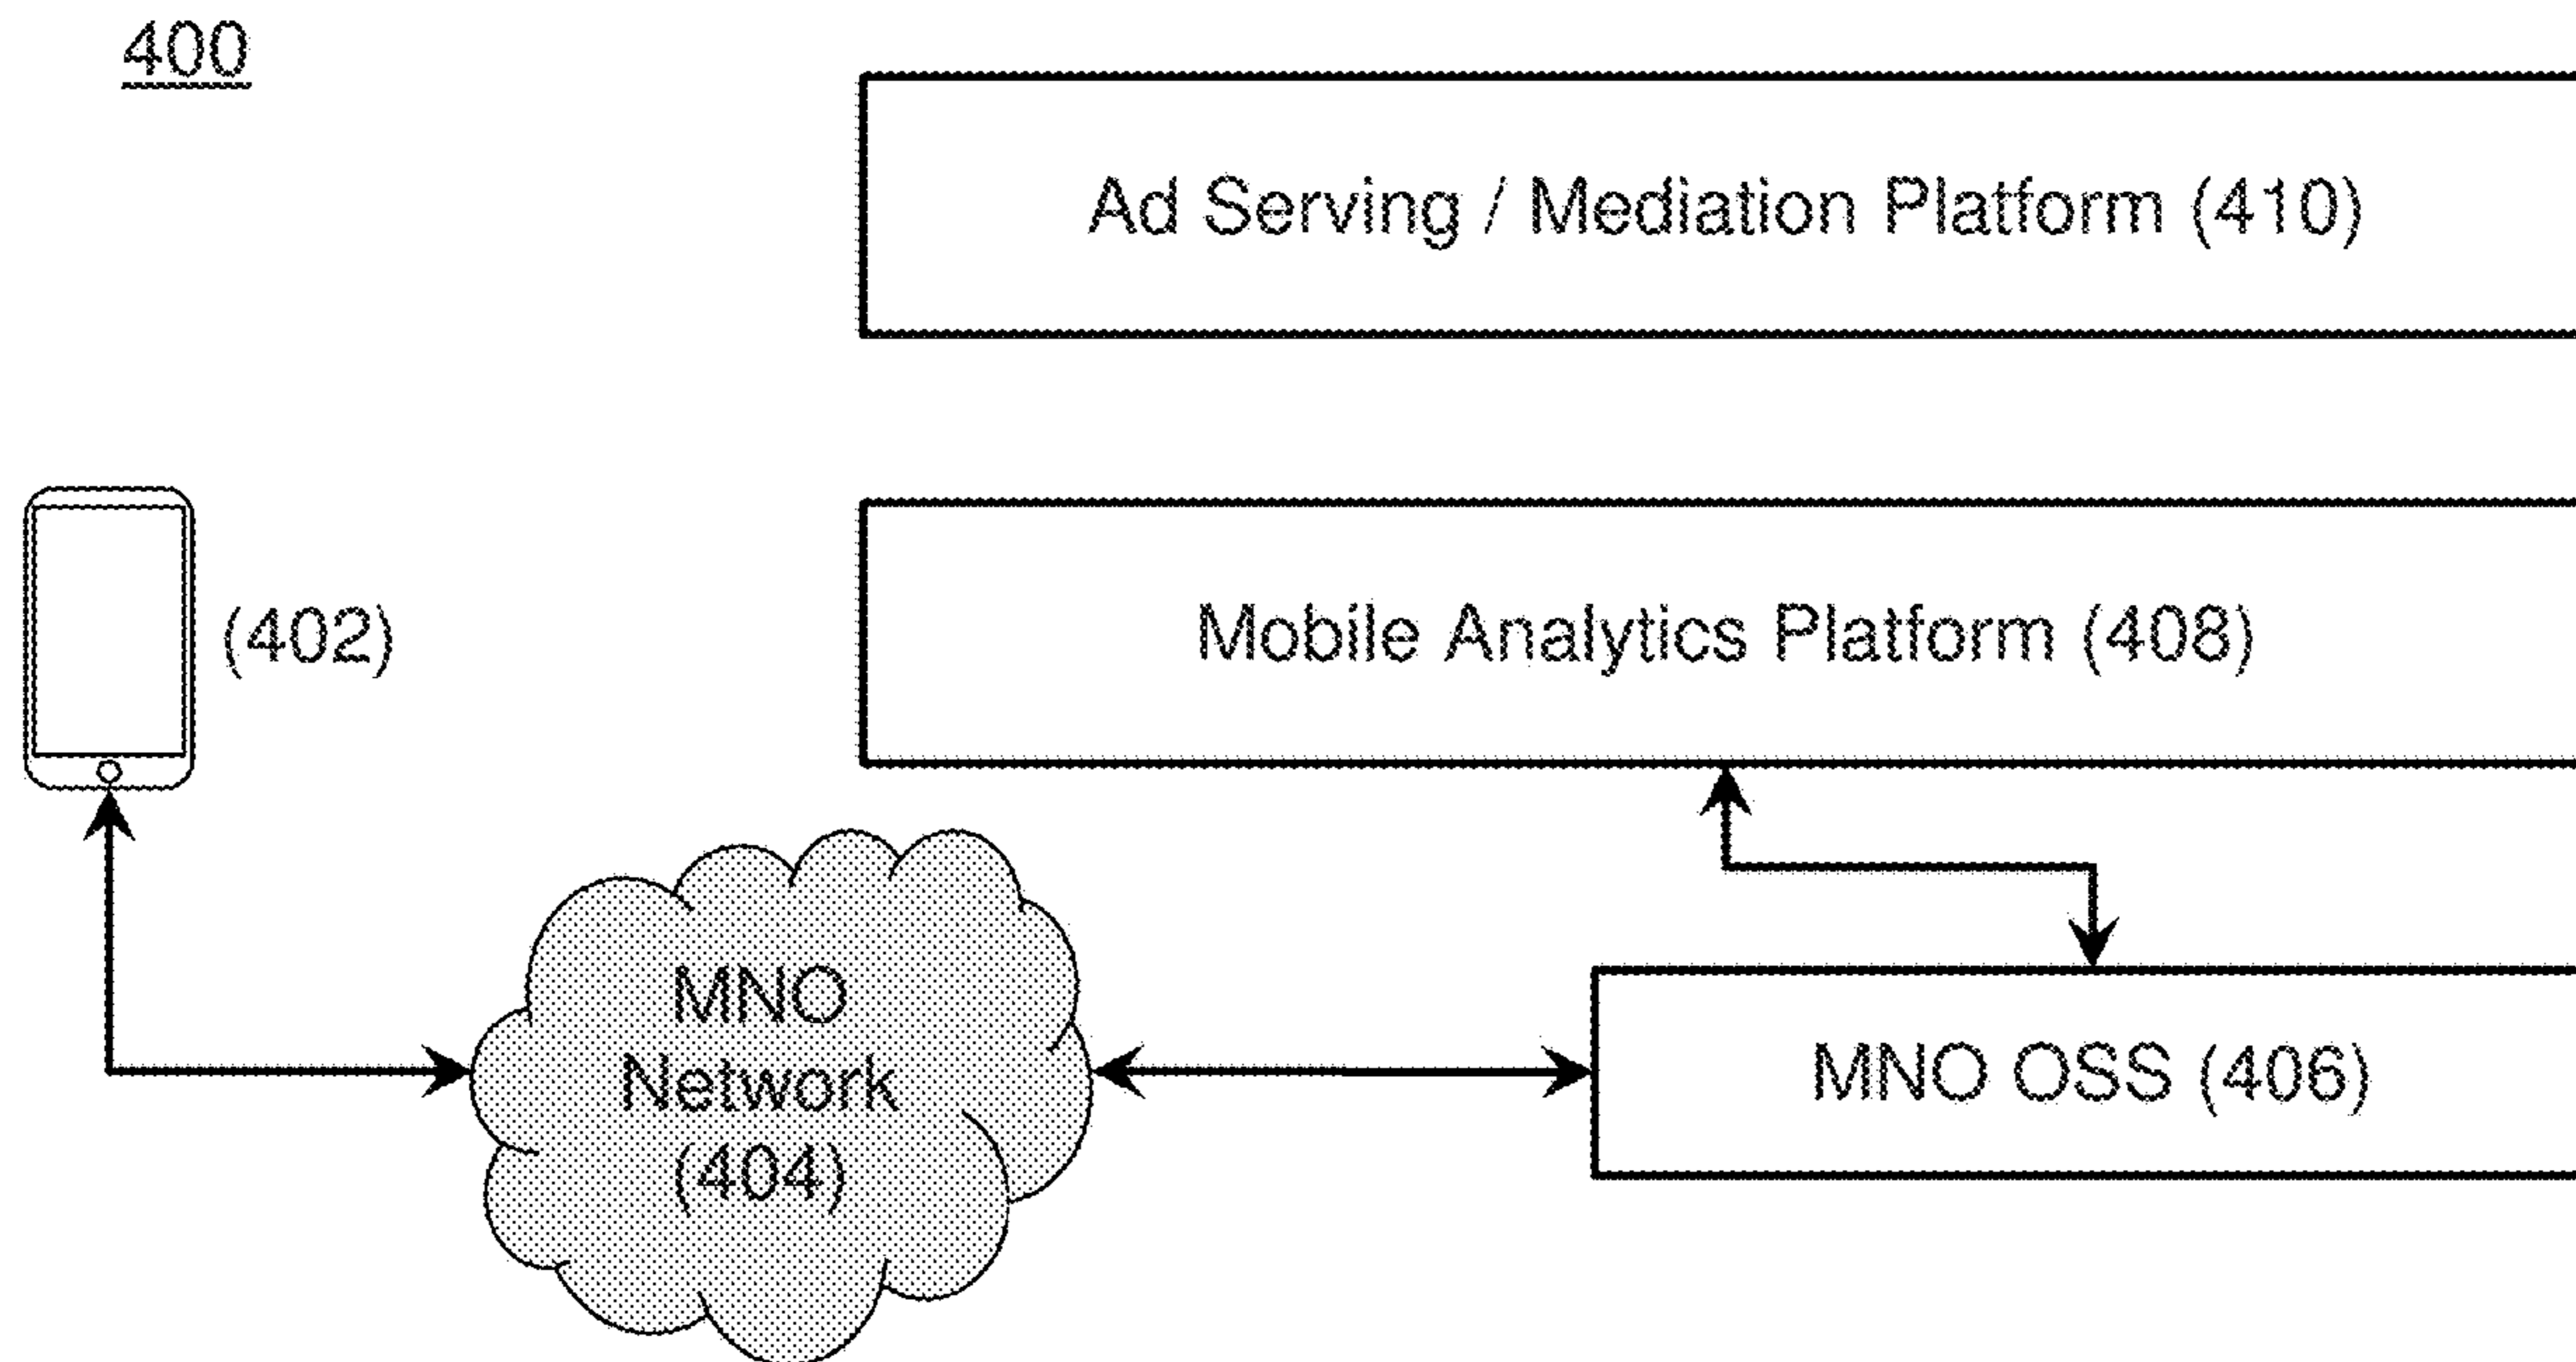 400
Ad Serving / Mediation Platform (410)
(402)
Mobile Analytics Platform (408)
MNO
Network
(404)
MNO OSS (406)